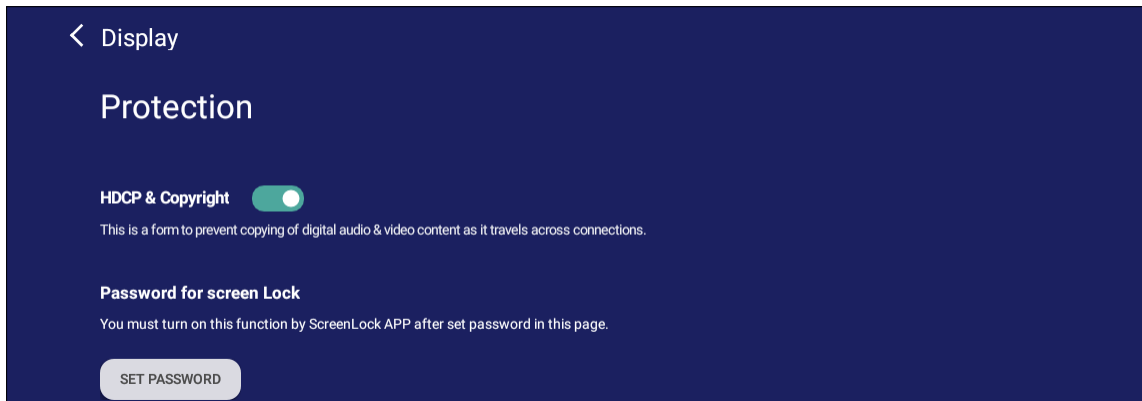 Display
Protection
HDCP & Copyright
This is a form to prevent copying of digital audio & video content as it travels across connections.
Password for screen Lock
You must turn on this function by ScreenLock APP after set password in this page.
SET PASSWORD